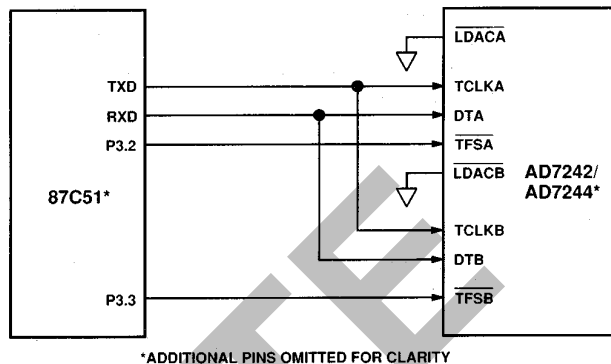 LDACA
TXD
TCLKA
RXD
DTA
P3.2
TFSA
87C51*
LDACB
AD7242/
AD7244*
TCLKB
DTB
P3.3
TFSB
*ADDITIONAL PINS OMITTED FOR CLARITY